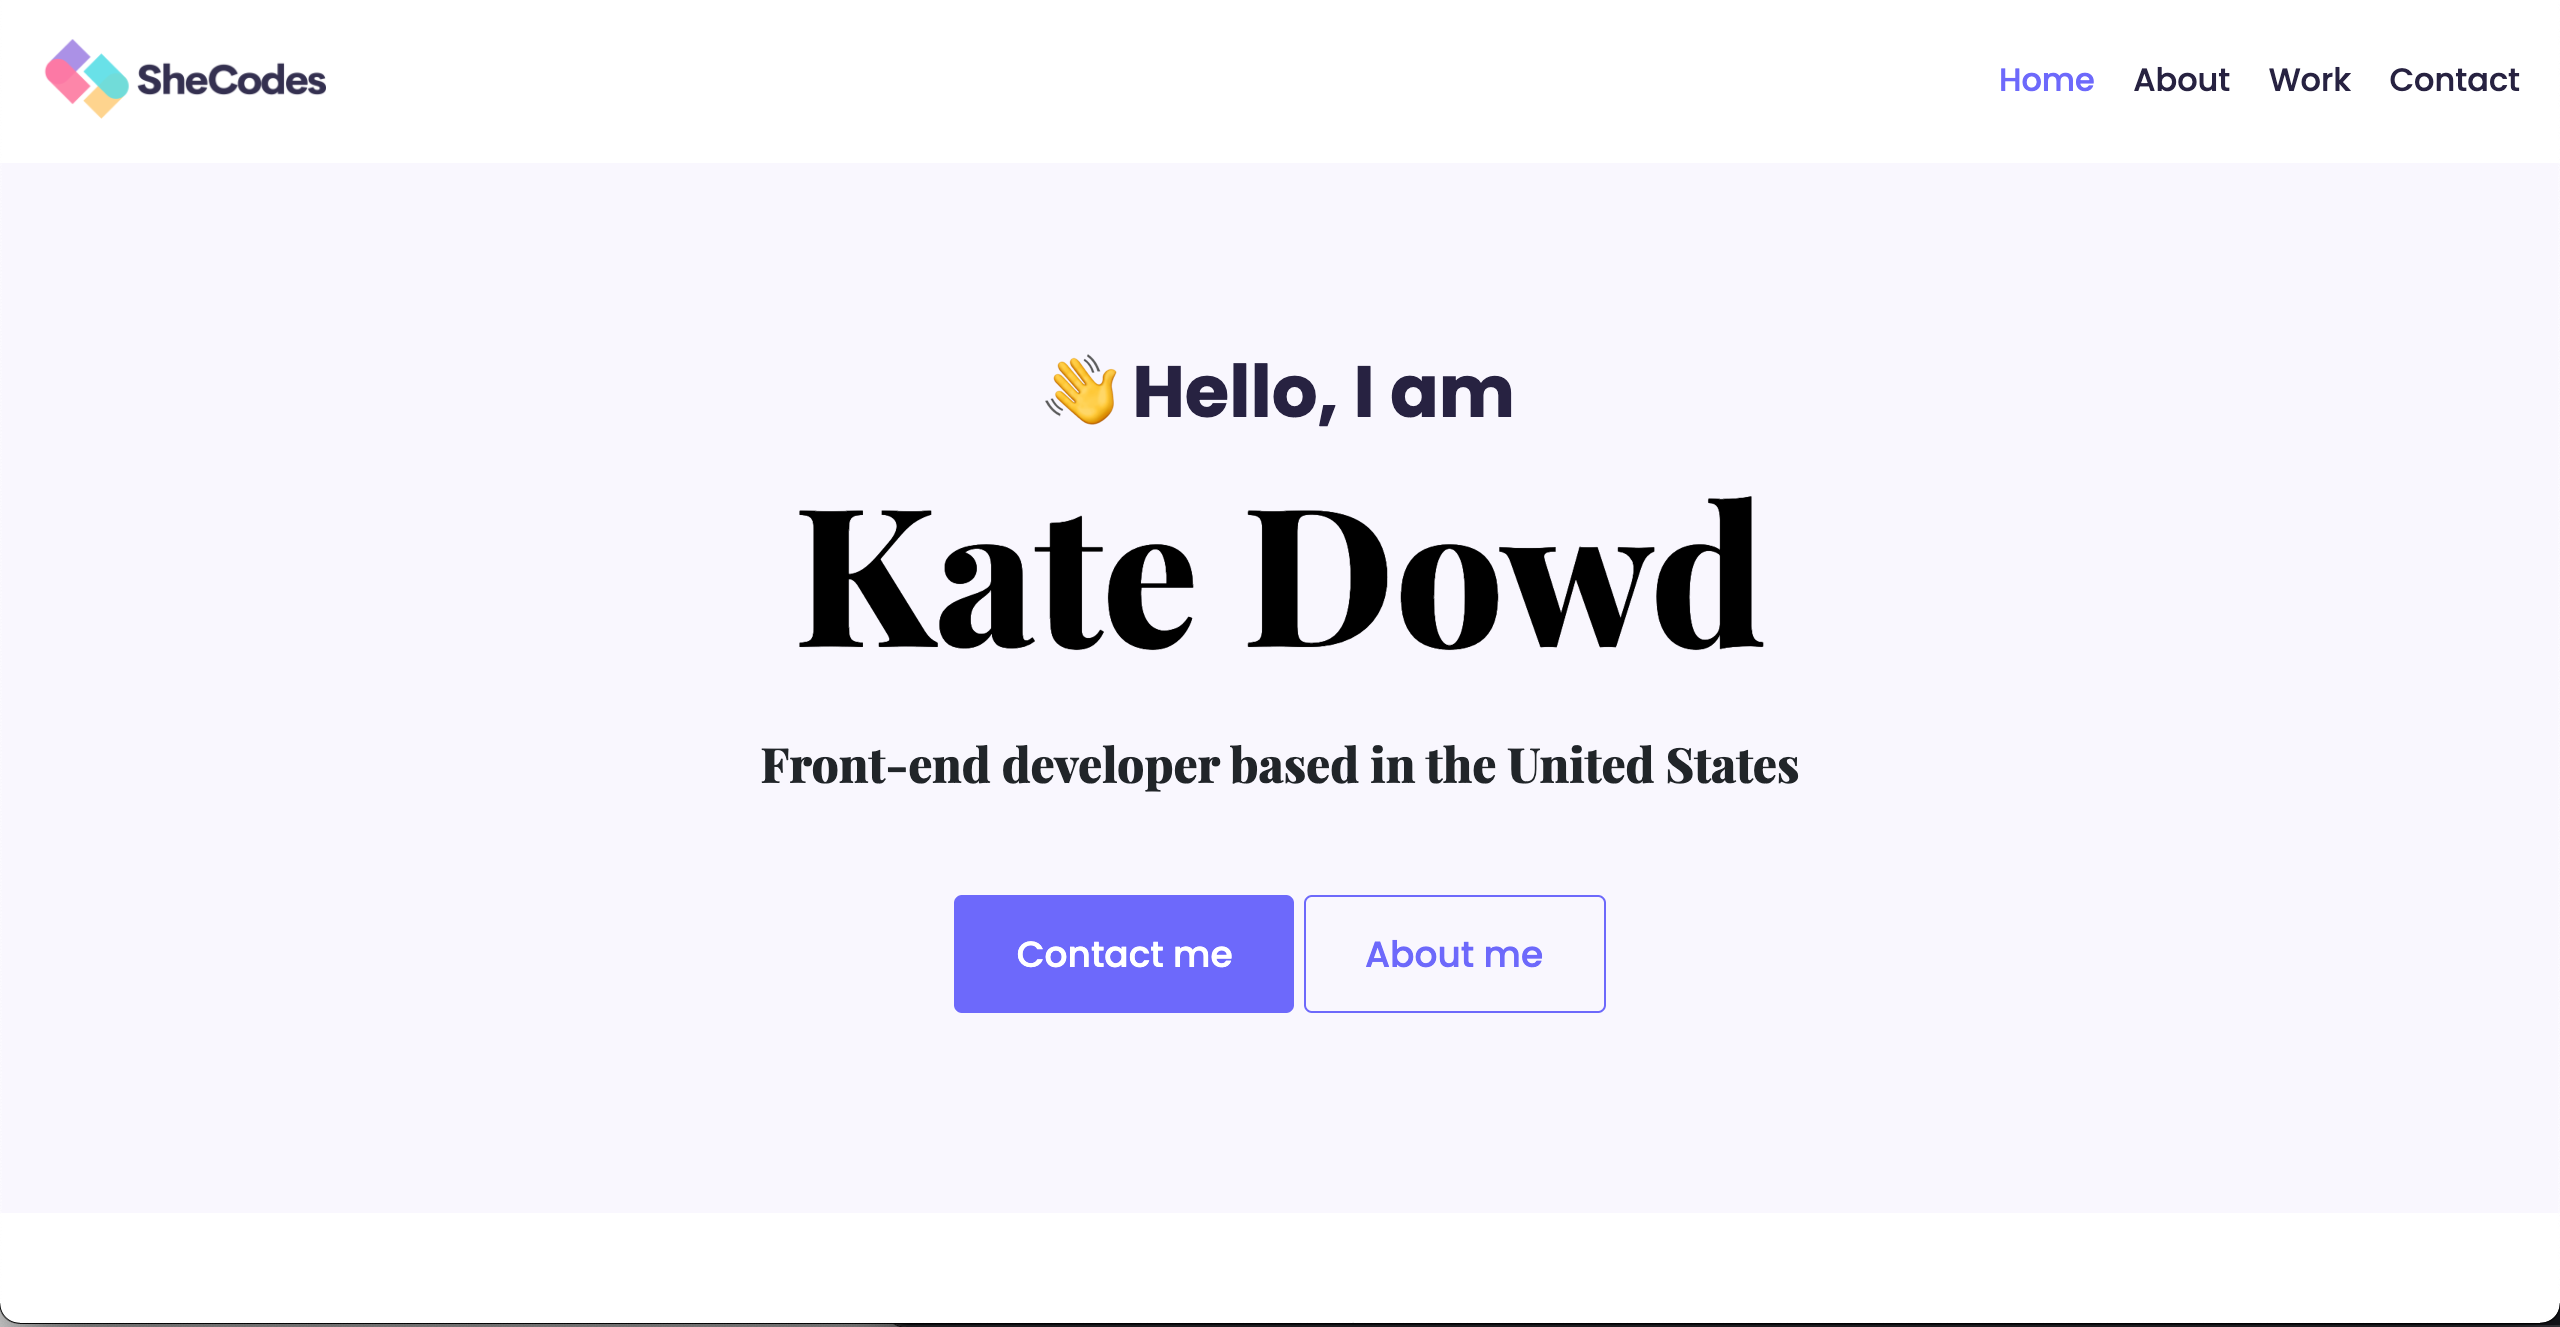 SheCodes
Home About Work Contact
👋 Hello, I am
Kate Dowd
Front-end developer based in the United States
Contact me About me